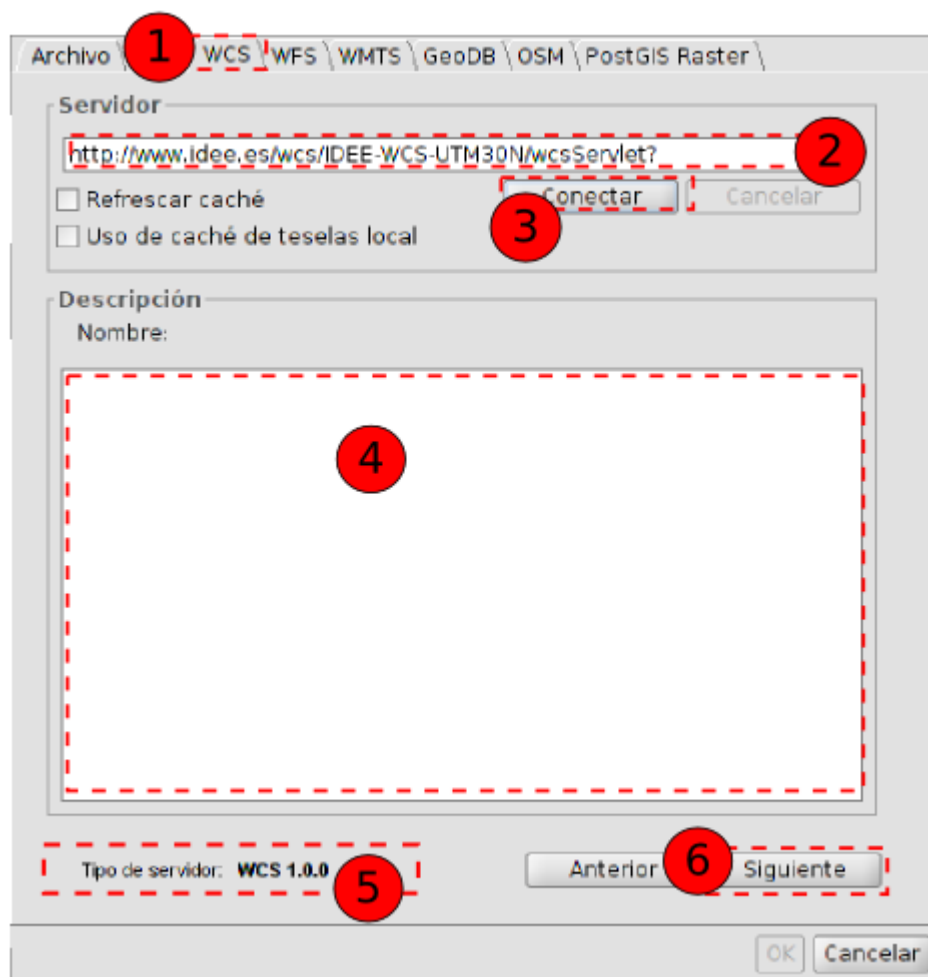 1
Archivo WCS WFS WMTS GeoDB OSM PostGIS Raster
Servidor
http://www.idee.es/wcs/IDEE-WCS-UTM30N/wcsServlet?
2
Refrescar caché
Conectar
Cancelar
3
Uso de caché de teselas local
Descripción
Nombre:
4
Tipo de servidor: WCS 1.0.0
5
Anterior
6
Siguiente
OK
Cancelar